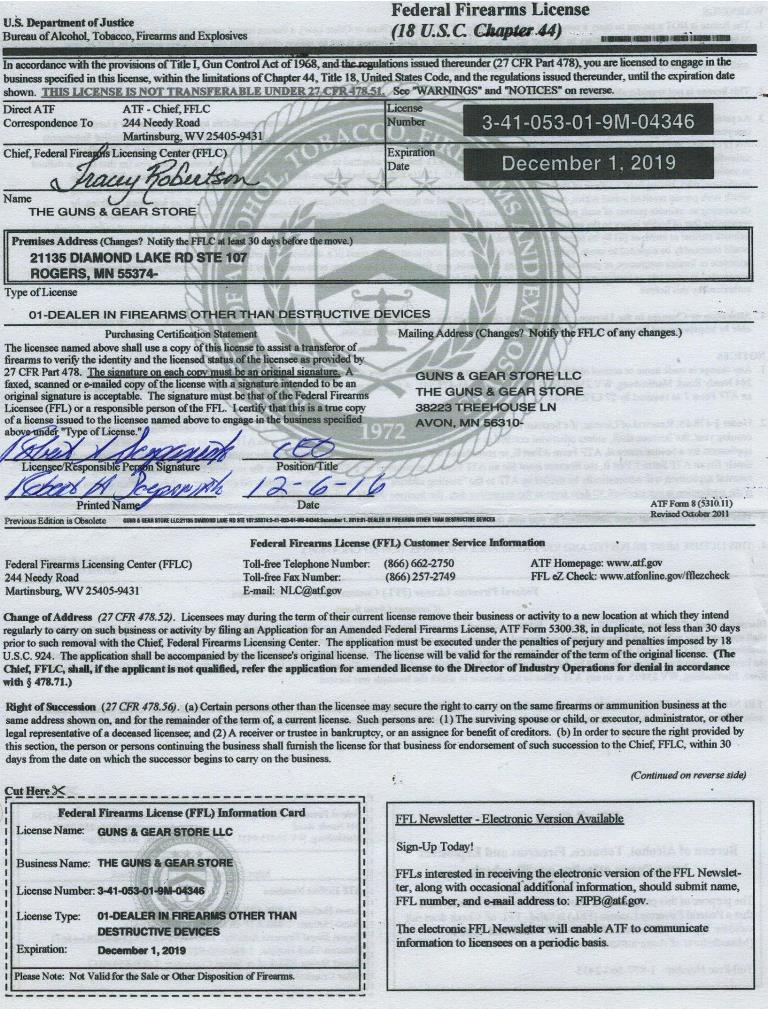 U.S. Department of Justice
Bureau of Alcohol, Tobacco, Firearms and Explosives
Federal Firearms License
(18 U.S.C. Chapter 44)
In accordance with the provisions of Title I, Gun Control Act of 1968, and the regulations issued thereunder (27 CFR Part 478), you are licensed to engage in the
business specified in this license, within the limitations of Chapter 44, Title 18, United States Code, and the regulations issued thereunder, until the expiration date
shown. THIS LICENSE IS NOT TRANSFERABLE UNDER 27 CFR 478.51. See "WARNINGS" and "NOTICES" on reverse.
Direct ATF
Correspondence To
ATF - Chief, FFLC
244 Needy Road
Martinsburg, WV 25405-9431
License
Number
3-41-053-01-9M-04346
Chief, Federal Firearms Licensing Center (FFLC)
Tracey Robertson
Expiration
Date
December 1, 2019
Name
THE GUNS & GEAR STORE
Premises Address (Changes? Notify the FFLC at least 30 days before the move.)
21135 DIAMOND LAKE RD STE 107
ROGERS, MN 55374-
Type of License
01-DEALER IN FIREARMS OTHER THAN DESTRUCTIVE DEVICES
Purchasing Certification Statement
The licensee named above shall use a copy of this license to assist a transferor of
firearms to verify the identity and the licensed status of the licensee as provided by
27 CFR Part 478. The signature on each copy must be an original signature. A
faxed, scanned or e-mailed copy of the license with a signature intended to be an
original signature is acceptable. The signature must be that of the Federal Firearms
Licensee (FFL) or a responsible person of the FFL. I certify that this is a true copy
of a license issued to the licensee named above to engage in the business specified
above under "Type of License."
Mailing Address (Changes? Notify the FFLC of any changes.)
GUNS & GEAR STORE LLC
THE GUNS & GEAR STORE
38223 TREEHOUSE LN
AVON, MN 56310-
1972
CEO
Licensee/Responsible Person Signature
Position/Title
Robert A
12-6-16
Printed Name
Date
ATF Form 8 (5310.11)
Revised October 2011
Previous Edition is Obsolete
GUNS & GEAR STORE LLC:21135 DIAMOND LAKE RD STE 107:55374:3-41-053-01-9M-04346:December 1, 2019:01-DEALER IN FIREARMS OTHER THAN DESTRUCTIVE DEVICES
Federal Firearms License (FFL) Customer Service Information
Federal Firearms Licensing Center (FFLC)
244 Needy Road
Martinsburg, WV 25405-9431
Toll-free Telephone Number: (866) 662-2750
Toll-free Fax Number: (866) 257-2749
E-mail: NLC@atf.gov
ATF Homepage: www.atf.gov
FFL eZ Check: www.atfonline.gov/fflezcheck
Change of Address (27 CFR 478.52). Licensees may during the term of their current license remove their business or activity to a new location at which they intend
regularly to carry on such business or activity by filing an Application for an Amended Federal Firearms License, ATF Form 5300.38, in duplicate, not less than 30 days
prior to such removal with the Chief, Federal Firearms Licensing Center. The application must be executed under the penalties of perjury and penalties imposed by 18
U.S.C. 924. The application shall be accompanied by the licensee's original license. The license will be valid for the remainder of the term of the original license. (The
Chief, FFLC, shall, if the applicant is not qualified, refer the application for amended license to the Director of Industry Operations for denial in accordance
with § 478.71.)
Right of Succession (27 CFR 478.56). (a) Certain persons other than the licensee may secure the right to carry on the same firearms or ammunition business at the
same address shown on, and for the remainder of the term of, a current license. Such persons are: (1) The surviving spouse or child, or executor, administrator, or other
legal representative of a deceased licensee; and (2) A receiver or trustee in bankruptcy, or an assignee for benefit of creditors. (b) In order to secure the right provided by
this section, the person or persons continuing the business shall furnish the license for that business for endorsement of such succession to the Chief, FFLC, within 30
days from the date on which the successor begins to carry on the business.
(Continued on reverse side)
Cut Here
Federal Firearms License (FFL) Information Card
License Name: GUNS & GEAR STORE LLC
Business Name: THE GUNS & GEAR STORE
License Number: 3-41-053-01-9M-04346
License Type: 01-DEALER IN FIREARMS OTHER THAN
DESTRUCTIVE DEVICES
Expiration: December 1, 2019
Please Note: Not Valid for the Sale or Other Disposition of Firearms.
FFL Newsletter - Electronic Version Available
Sign-Up Today!
FFLs interested in receiving the electronic version of the FFL Newslet-
ter, along with occasional additional information, should submit name,
FFL number, and e-mail address to: FIPB@atf.gov.
The electronic FFL Newsletter will enable ATF to communicate
information to licensees on a periodic basis.